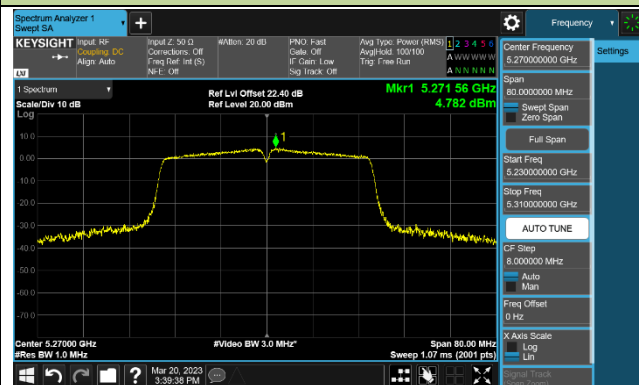 Spectrum Analyzer 1
Swept SA
Frequency
KEYSIGHT
Input: RF
Coupling: DC
Align: Auto
Input Z: 50 Ω
Corrections: Off
Freq Ref: Int (S)
NFE: Off
#Atten: 20 dB
PNO: Fast
Gate: Off
IF Gain: Low
Sig Track: Off
Avg Type: Power (RMS)
Avg|Hold: 100/100
Trig: Free Run
1 2 3 4 5 6
A W W W W W
A N N N N N
LXI
1 Spectrum
Scale/Div 10 dB
Log
Ref Lvl Offset 22.40 dB
Ref Level 20.00 dBm
Mkr1 5.271 56 GHz
4.782 dBm
1
10.0
0.00
-10.0
-20.0
-30.0
-40.0
-50.0
-60.0
-70.0
Center 5.27000 GHz
#Res BW 1.0 MHz
#Video BW 3.0 MHz*
Span 80.00 MHz
Sweep 1.07 ms (2001 pts)
Mar 20, 2023
3:39:38 PM
Center Frequency
5.270000000 GHz
Settings
Span
80.0000000 MHz
Swept Span
Zero Span
Full Span
Start Freq
5.230000000 GHz
Stop Freq
5.310000000 GHz
AUTO TUNE
CF Step
8.000000 MHz
Auto
Man
Freq Offset
0 Hz
X Axis Scale
Log
Lin
Signal Track
(Span Zoom)